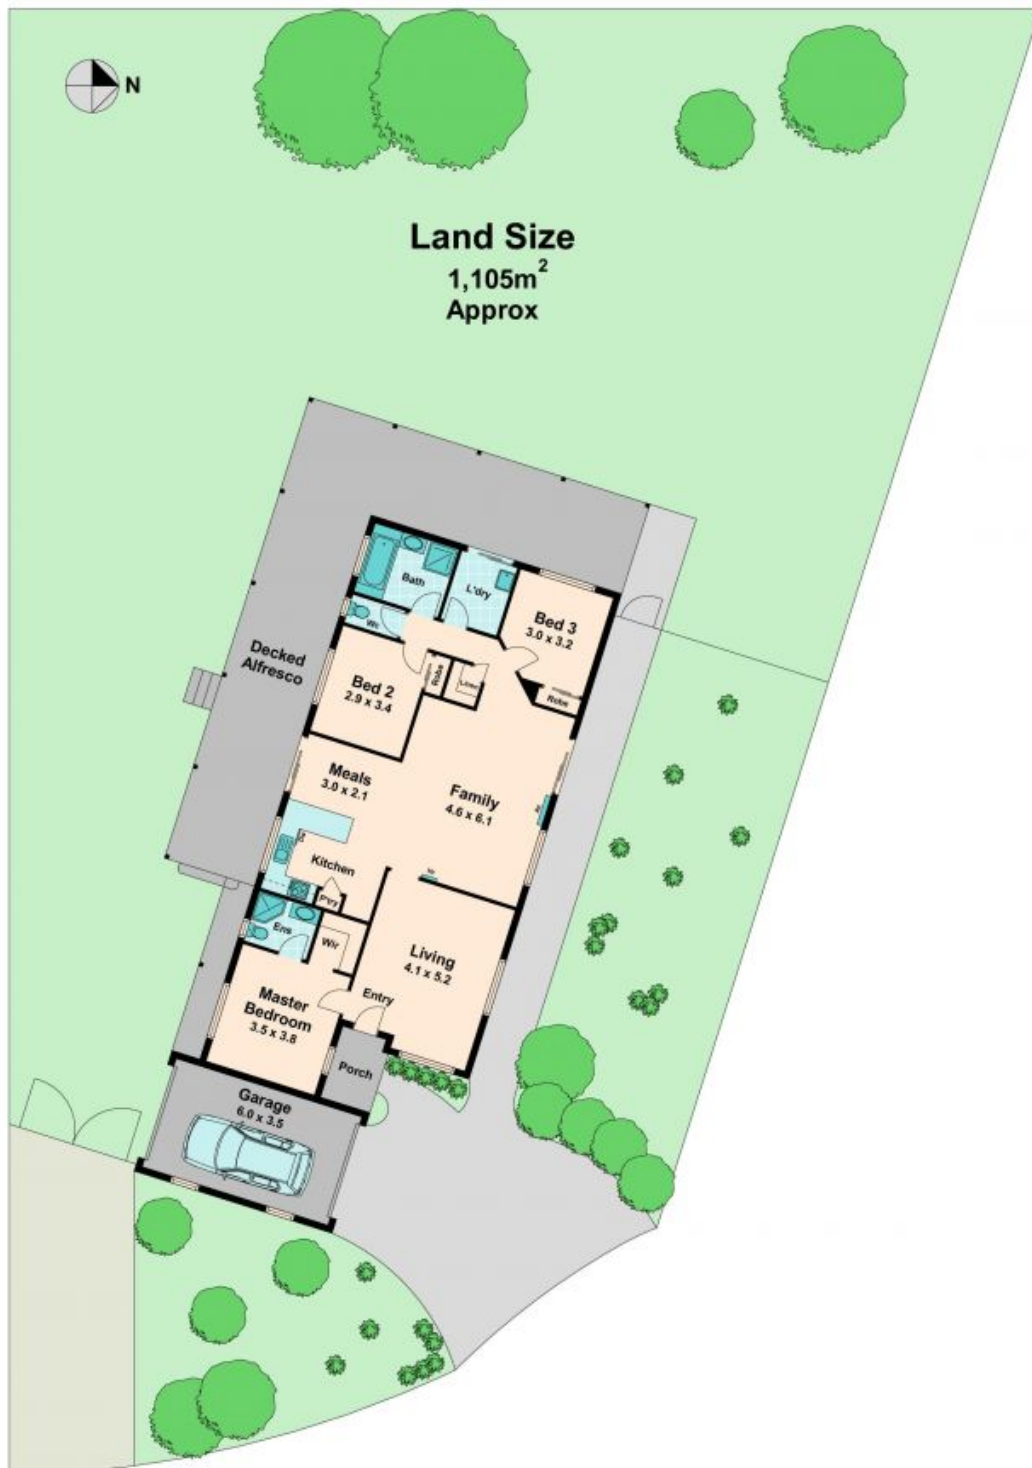 N
Land Size
1,105m²
Approx
Bath
L'dry
Bed 3
3.0 x 3.2
Wc
Decked
Alfresco
Bed 2
2.9 x 3.4
Robe
Linen
Robe
Meals
3.0 x 2.1
Family
4.6 x 6.1
Kitchen
P'try
Ens
Wir
Living
4.1 x 5.2
Master
Bedroom
3.5 x 3.8
Entry
Porch
Garage
6.0 x 3.5